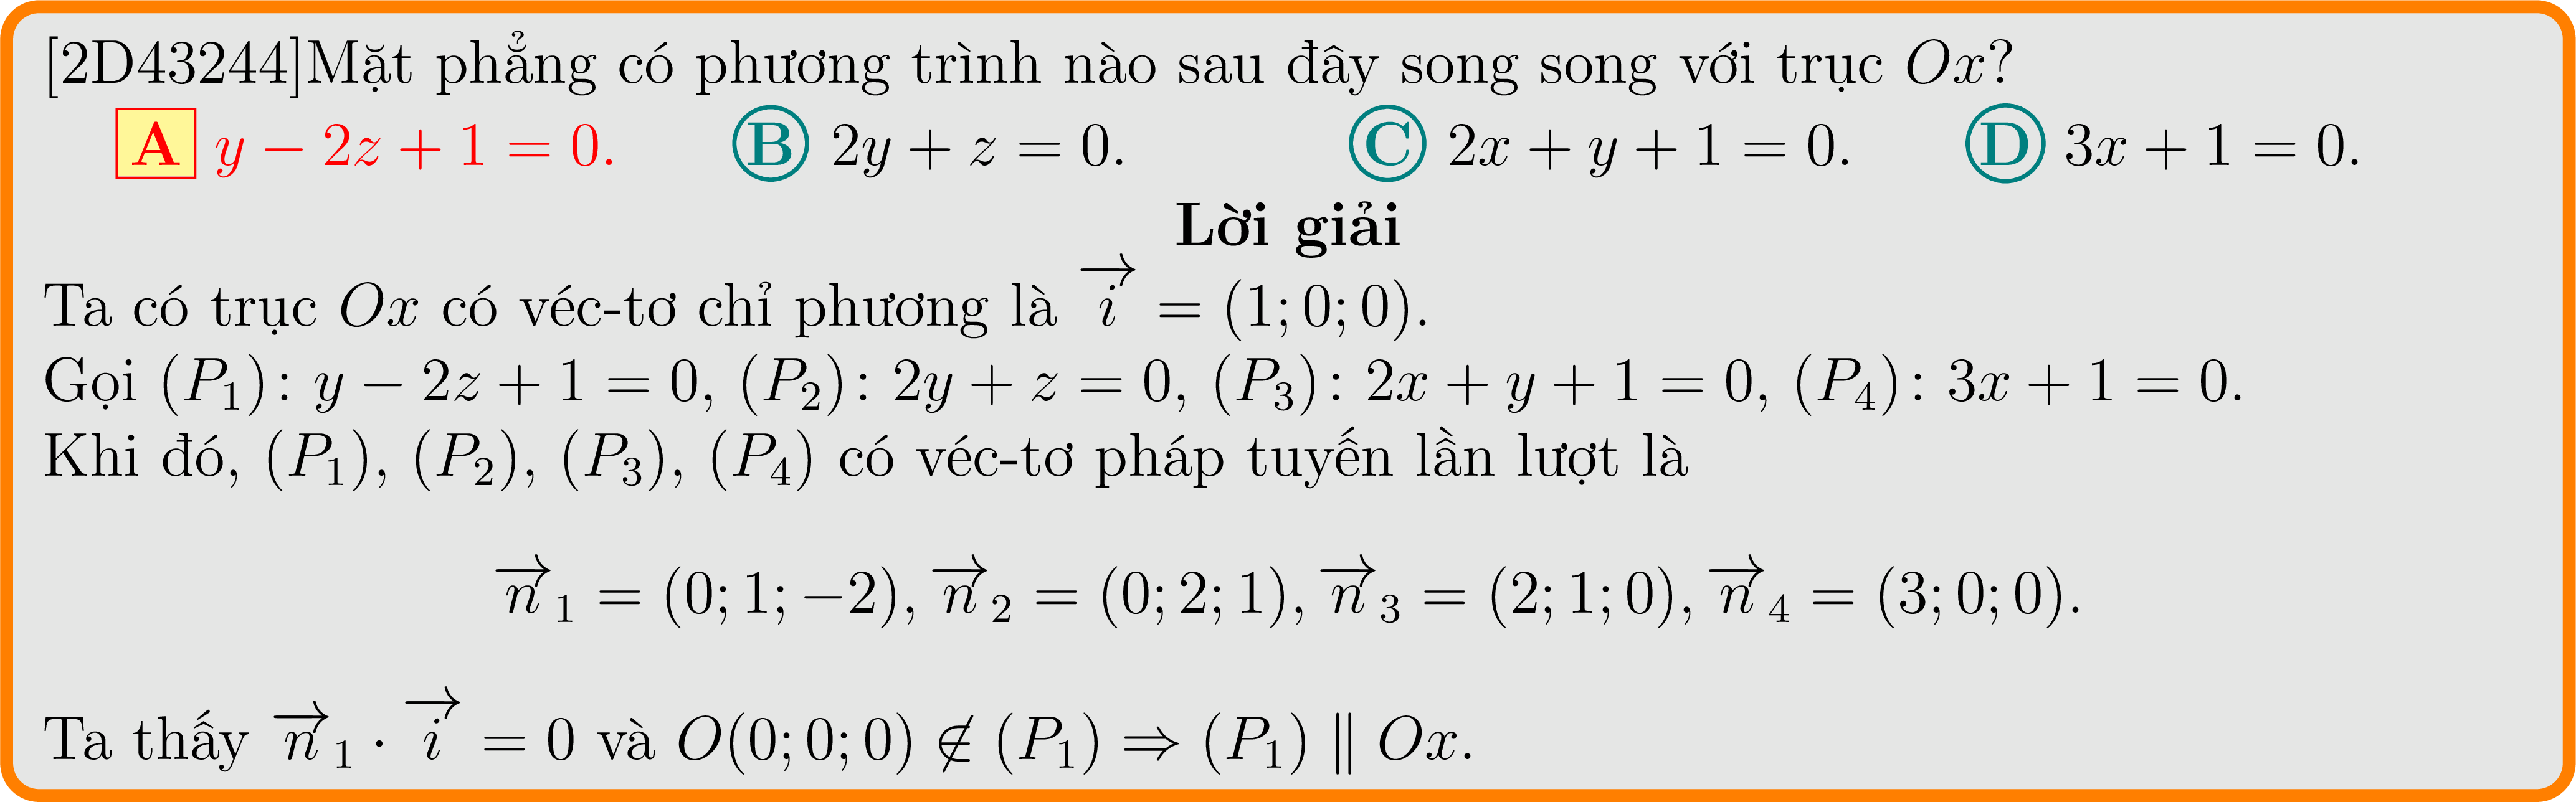 [2D43244]Mặt phẳng có phương trình nào sau đây song song với trục $Ox$?
A $y - 2z + 1 = 0.$ B $2y + z = 0.$ C $2x + y + 1 = 0.$ D $3x + 1 = 0.$
Lời giải
Ta có trục $Ox$ có véc-tơ chỉ phương là $\overrightarrow{i} = (1; 0; 0).$
Gọi $(P_1)$: $y - 2z + 1 = 0$, $(P_2)$: $2y + z = 0$, $(P_3)$: $2x + y + 1 = 0$, $(P_4)$: $3x + 1 = 0.$
Khi đó, $(P_1)$, $(P_2)$, $(P_3)$, $(P_4)$ có véc-tơ pháp tuyến lần lượt là
$\overrightarrow{n}_1 = (0; 1; -2), \overrightarrow{n}_2 = (0; 2; 1), \overrightarrow{n}_3 = (2; 1; 0), \overrightarrow{n}_4 = (3; 0; 0).$
Ta thấy $\overrightarrow{n}_1 \cdot \overrightarrow{i} = 0$ và $O(0; 0; 0) \notin (P_1) \Rightarrow (P_1) \parallel Ox.$